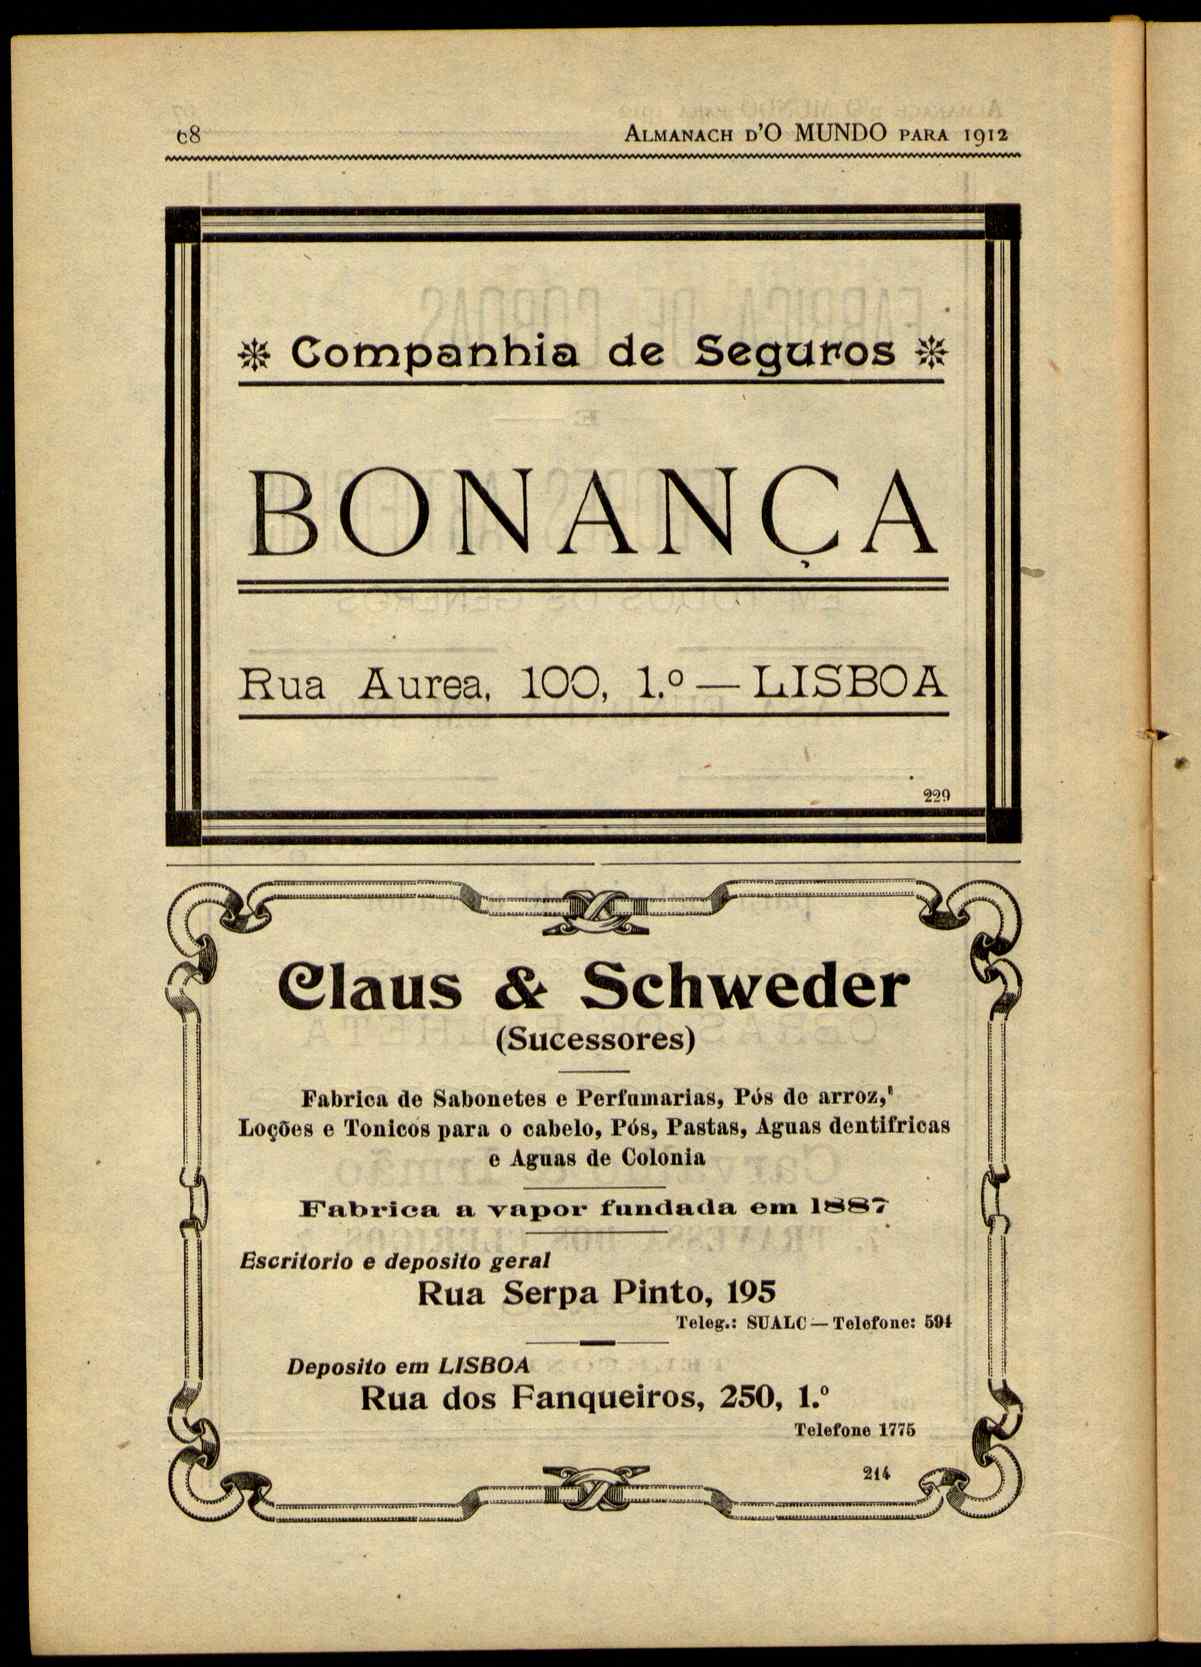 68
ALMANACH D'O MUNDO PARA 1912
Companhia de Seguros
BONANÇA
Rua Aurea, 100, 1.º — LISBOA
229
Claus & Schweder
(Sucessores)
Fabrica de Sabonetes e Perfumarias, Pós de arroz,
Loções e Tonicos para o cabelo, Pós, Pastas, Aguas dentifricas
e Aguas de Colonia
Fabrica a vapor fundada em 1887
Escritorio e deposito geral
Rua Serpa Pinto, 195
Teleg.: SUALC — Telefone: 594
Deposito em LISBOA
Rua dos Fanqueiros, 250, 1.º
Telefone 1775
214